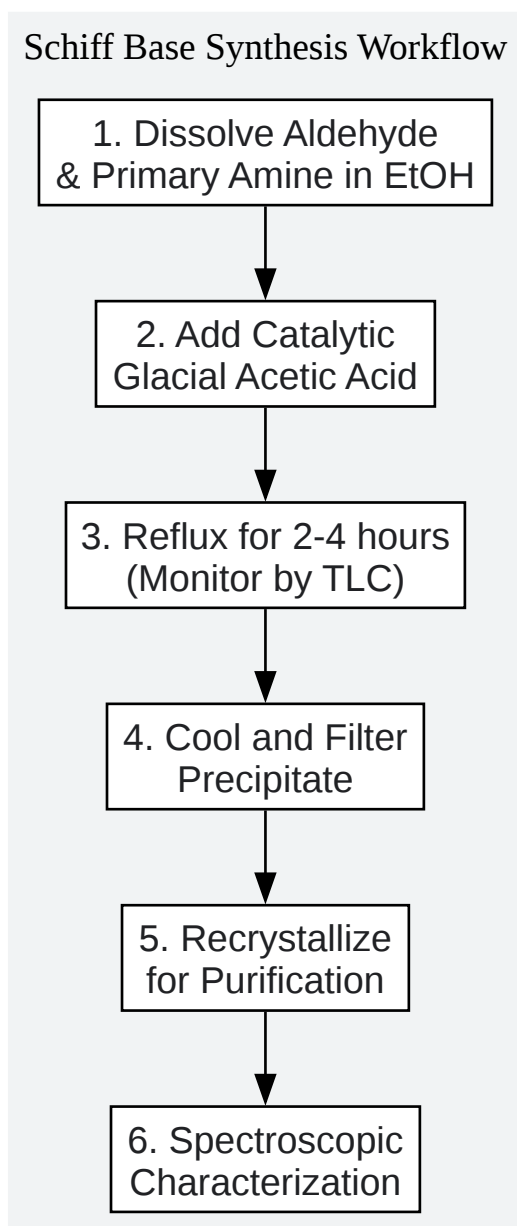 Schiff Base Synthesis Workflow
1. Dissolve Aldehyde
& Primary Amine in EtOH
2. Add Catalytic
Glacial Acetic Acid
3. Reflux for 2-4 hours
(Monitor by TLC)
4. Cool and Filter
Precipitate
5. Recrystallize
for Purification
6. Spectroscopic
Characterization